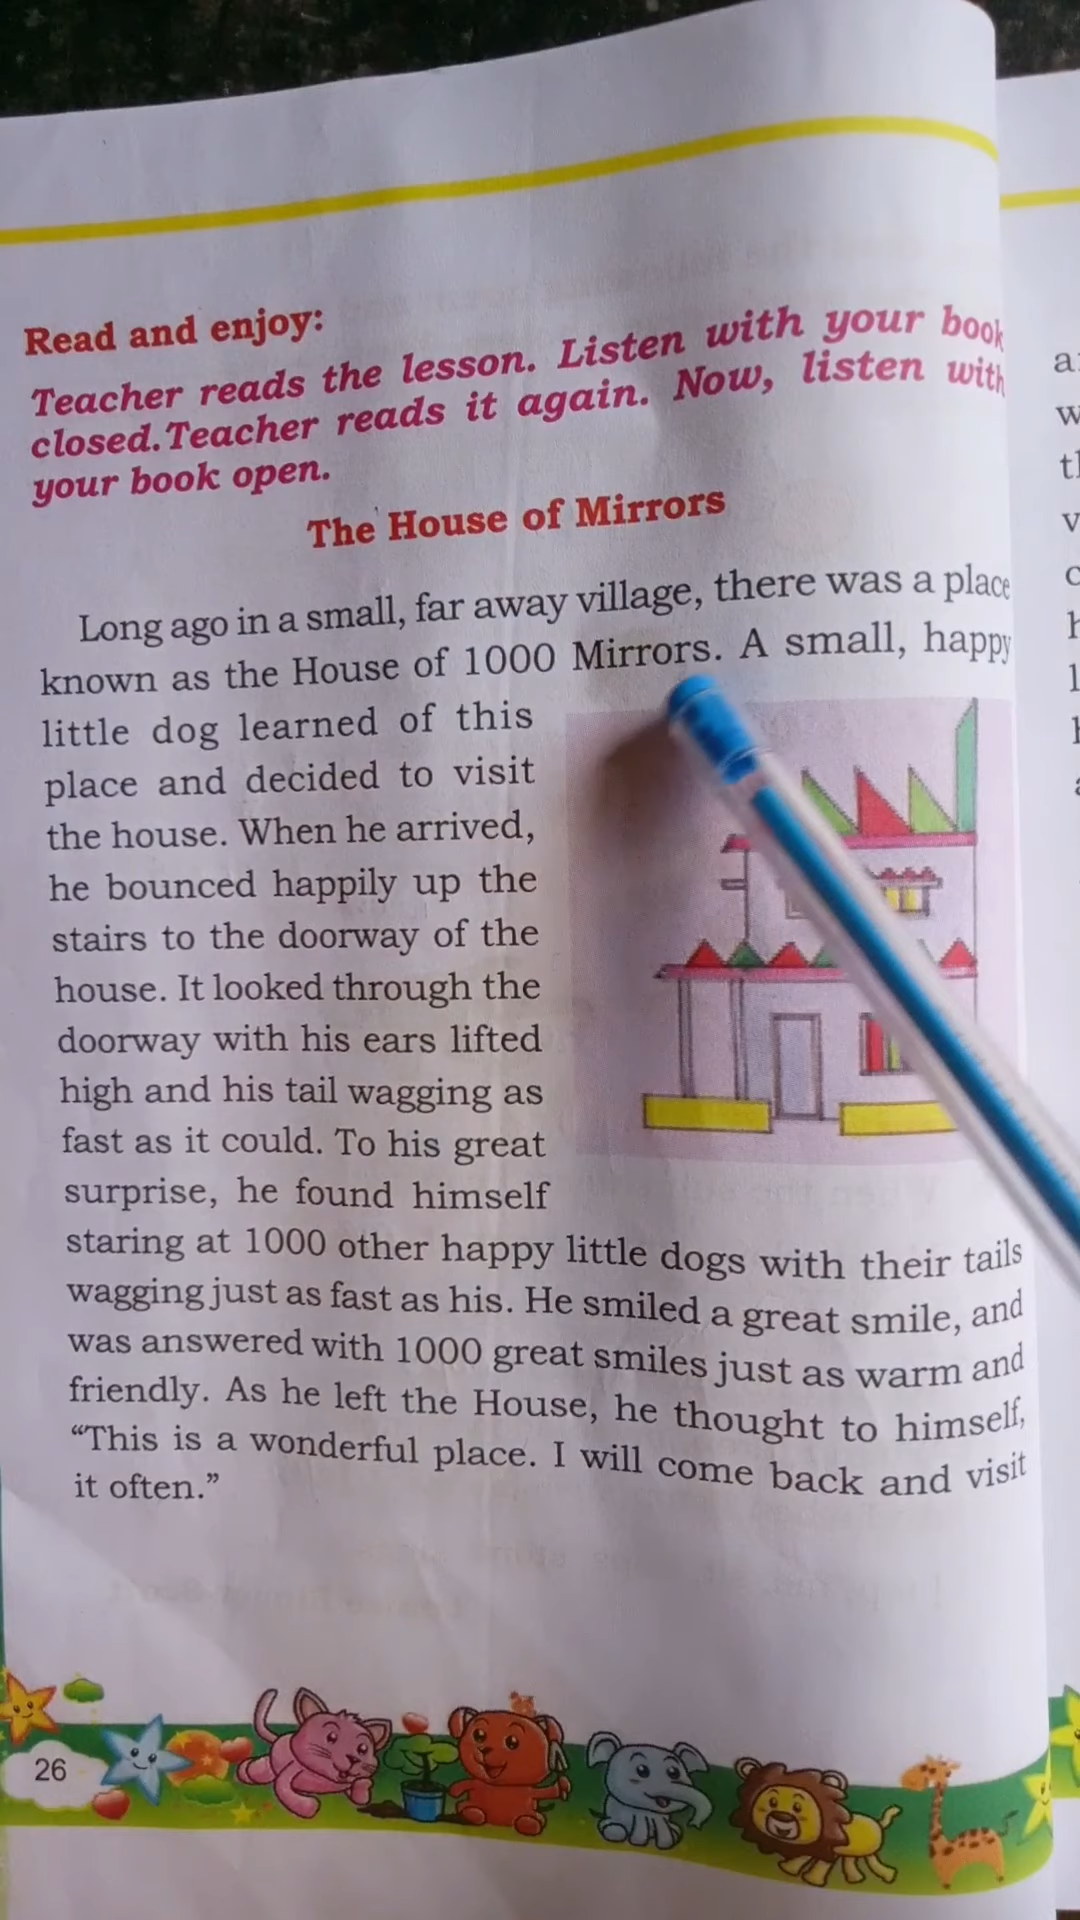 Read and enjoy:
Teacher reads the lesson. Listen with your book
closed. Teacher reads it again. Now, listen with
your book open.
The House of Mirrors
Long ago in a small, far away village, there was a place
known as the House of 1000 Mirrors. A small, happy
little dog learned of this
place and decided to visit
the house. When he arrived,
he bounced happily up the
stairs to the doorway of the
house. It looked through the
doorway with his ears lifted
high and his tail wagging as
fast as it could. To his great
surprise, he found himself
staring at 1000 other happy little dogs with their tails
wagging just as fast as his. He smiled a great smile, and
was answered with 1000 great smiles just as warm and
friendly. As he left the House, he thought to himself,
“This is a wonderful place. I will come back and visit
it often.”
26